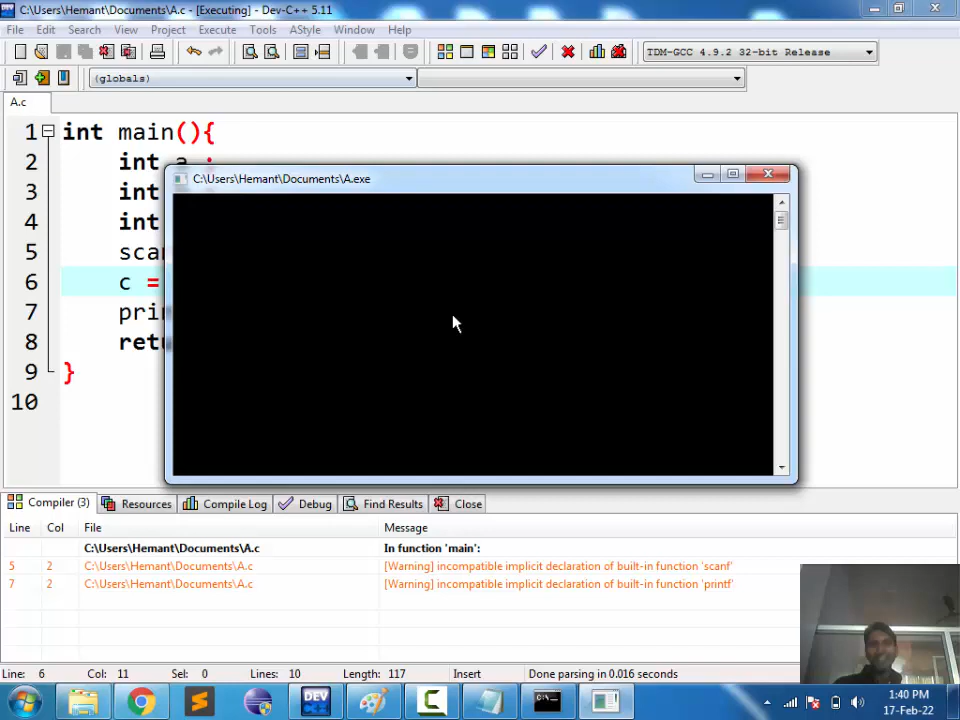 C:\Users\Hemant\Documents\A.c - [Executing] - Dev-C++ 5.11
File Edit Search View Project Execute Tools AStyle Window Help
TDM-GCC 4.9.2 32-bit Release
(globals)
A.c
1 int main(){
2 int a ;
3 int
4 int
5
6 c =
7
8
9 }
10
C:\Users\Hemant\Documents\A.exe
Compiler (3) Resources Compile Log Debug Find Results Close
Line Col File Message
C:\Users\Hemant\Documents\A.c In function 'main':
5 2 C:\Users\Hemant\Documents\A.c [Warning] incompatible implicit declaration of built-in function 'scanf'
7 2 C:\Users\Hemant\Documents\A.c [Warning] incompatible implicit declaration of built-in function 'printf'
Line: 6 Col: 11 Sel: 0 Lines: 10 Length: 117 Insert Done parsing in 0.016 seconds
DEV
C:\_
C
1:40 PM
17-Feb-22